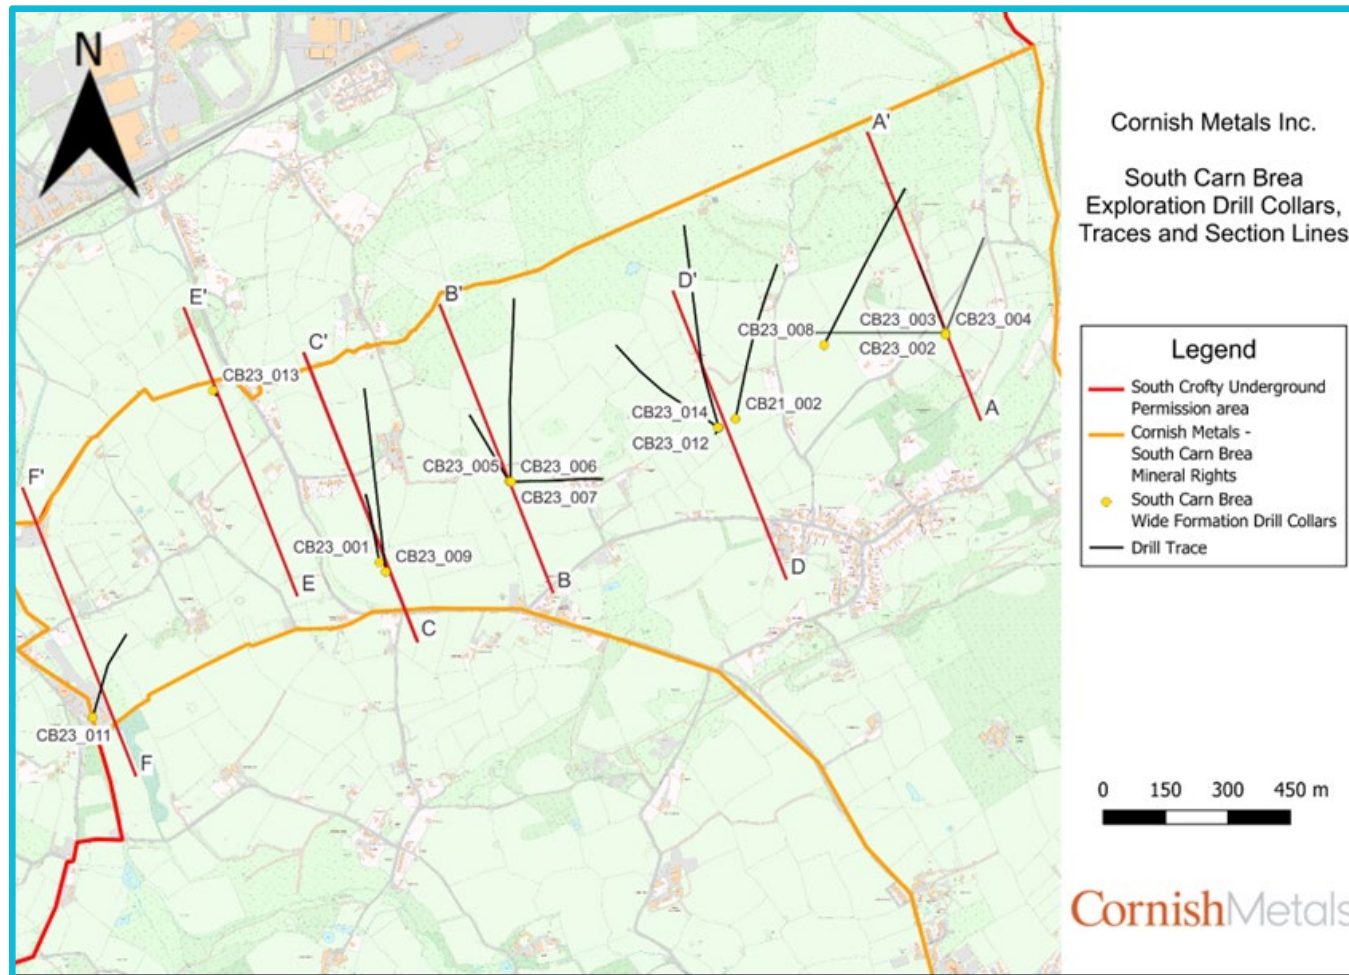 N
A'
Cornish Metals Inc.
South Carn Brea
Exploration Drill Collars,
Traces and Section Lines
D'
E'
B'
CB23_008
CB23_003
CB23_004
CB23_002
C'
Legend
South Crofty Underground
Permission area
Cornish Metals -
South Carn Brea
Mineral Rights
South Carn Brea
Wide Formation Drill Collars
Drill Trace
CB23_013
CB21_002
A
CB23_014
CB23_012
CB23_005
CB23_006
CB23_007
F'
CB23_001
CB23_009
E
B
D
C
CB23_011
F
0 150 300 450 m
CornishMetals